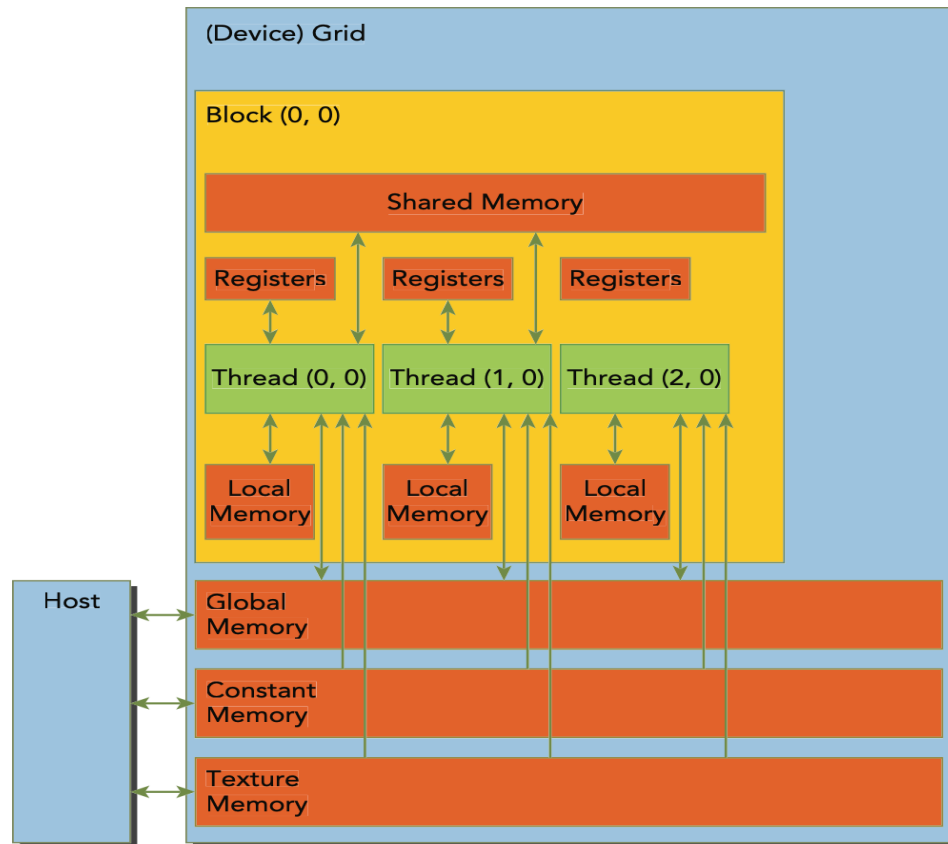 (Device) Grid
Block (0, 0)
Shared Memory
Registers
Registers
Registers
Thread (0, 0)
Thread (1, 0)
Thread (2, 0)
Local
Memory
Local
Memory
Local
Memory
Host
Global
Memory
Constant
Memory
Texture
Memory